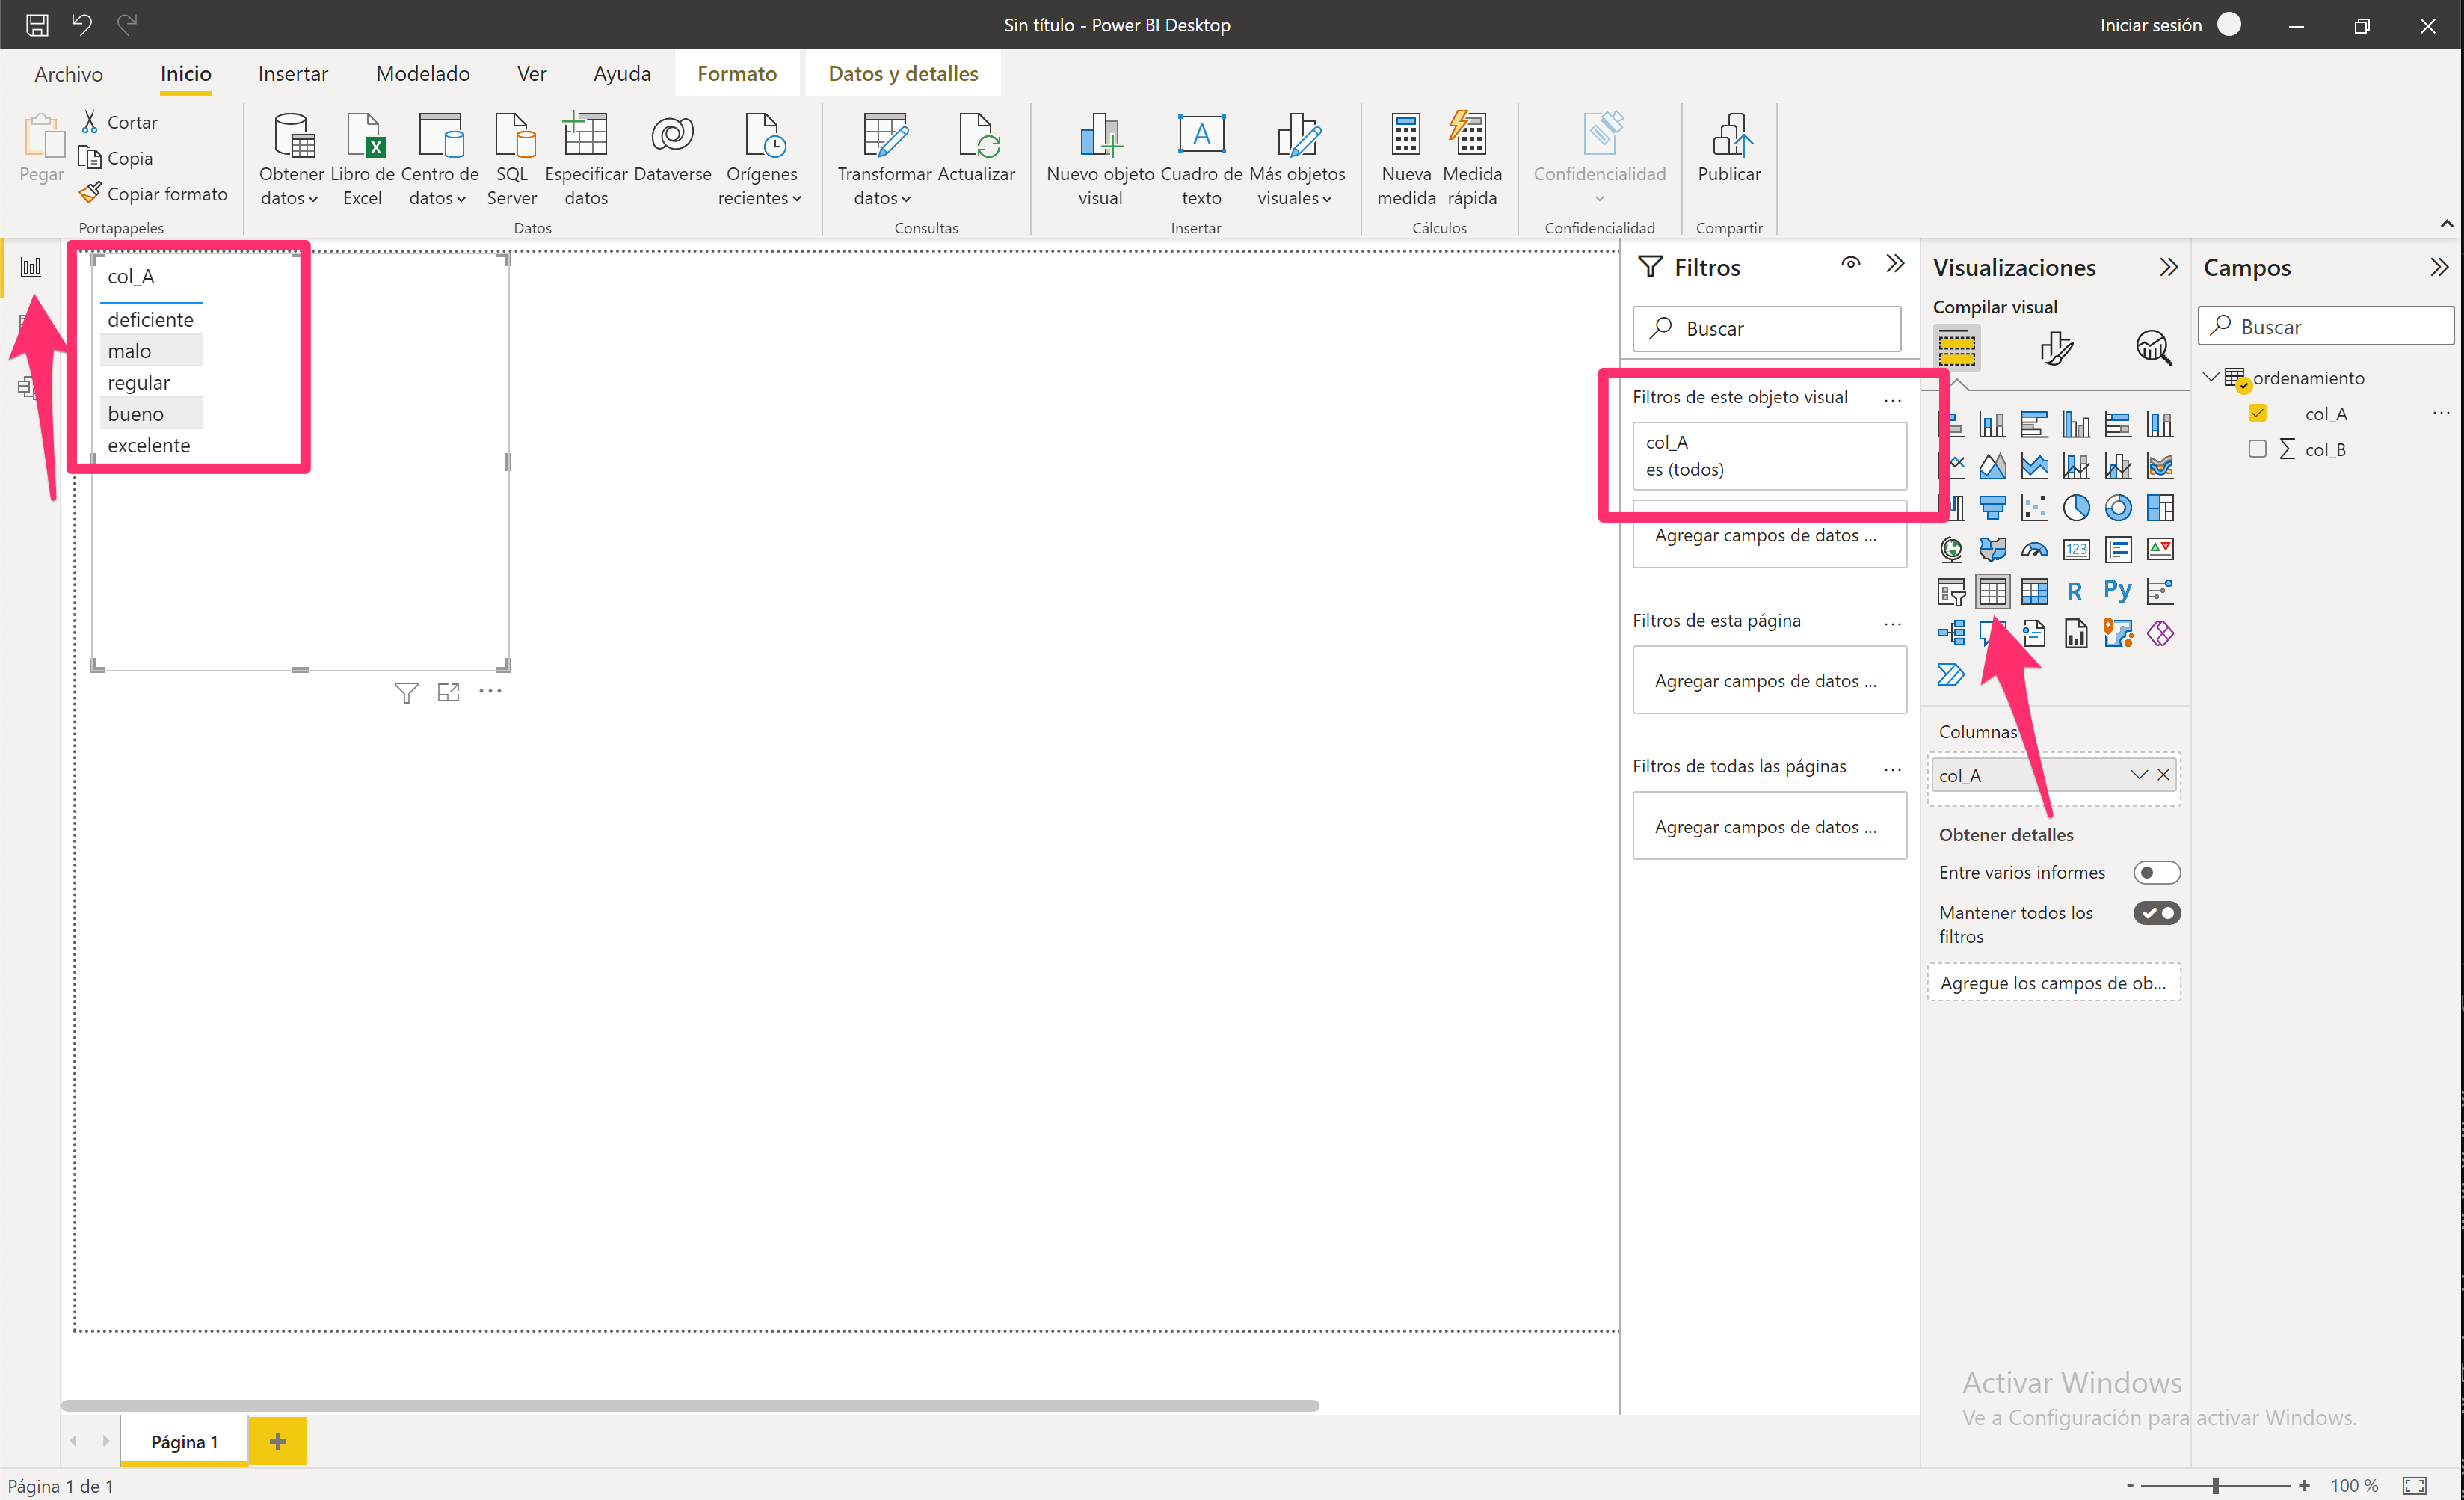 Sin título - Power BI Desktop
Iniciar sesión
Archivo
Inicio
Insertar
Modelado
Ver
Ayuda
Formato
Datos y detalles
Pegar
Cortar
Copia
Copiar formato
Portapapeles
Obtener datos
Libro de Excel
Centro de datos
SQL Server
Especificar datos
Dataverse
Orígenes recientes
Datos
Transformar datos
Actualizar
Consultas
Nuevo objeto visual
Cuadro de texto
Más objetos visuales
Insertar
Nueva medida
Medida rápida
Cálculos
Confidencialidad
Confidencialidad
Publicar
Compartir
col_A
deficiente
malo
regular
bueno
excelente
Filtros
Buscar
Filtros de este objeto visual
...
col_A
es (todos)
Agregar campos de datos ...
Filtros de esta página
...
Agregar campos de datos ...
Filtros de todas las páginas
...
Agregar campos de datos ...
Visualizaciones
Compilar visual
123
R
Py
Columnas
col_A
Obtener detalles
Entre varios informes
Mantener todos los
filtros
Agregue los campos de ob...
Campos
Buscar
ordenamiento
col_A
...
Σ col_B
Activar Windows
Ve a Configuración para activar Windows.
Página 1
+
Página 1 de 1
- + 100 %